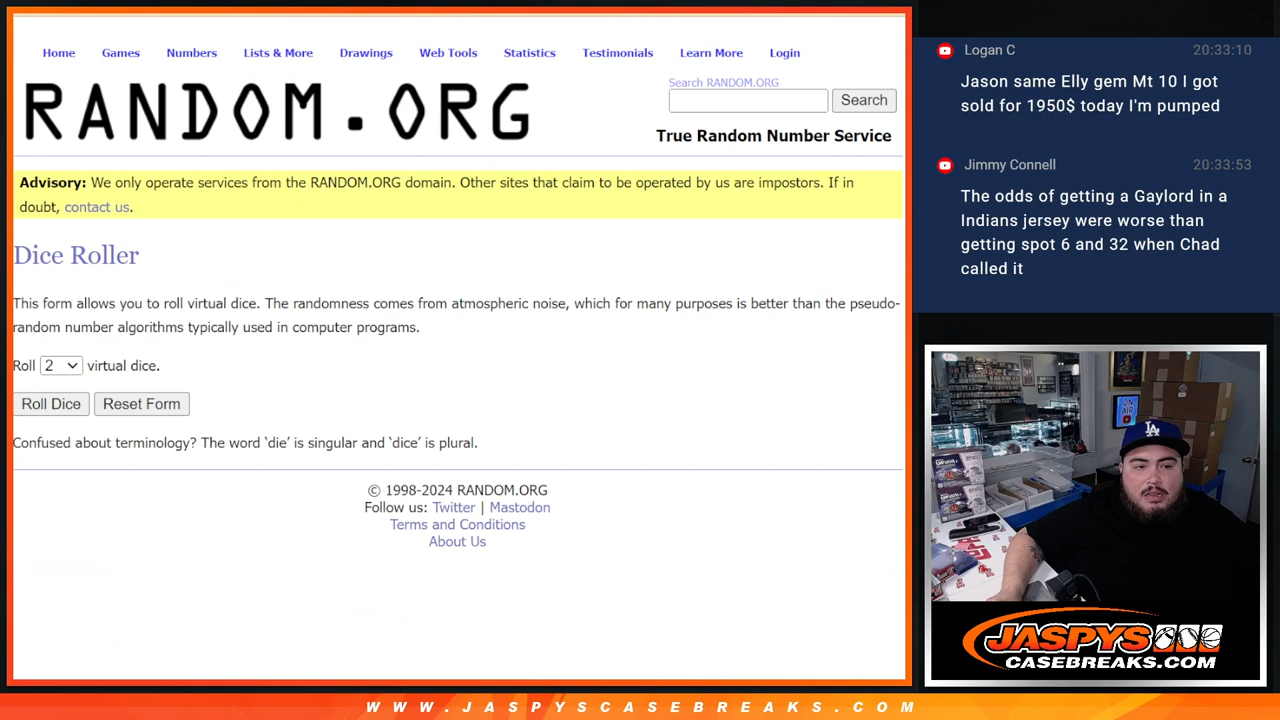 Home Games Numbers Lists & More Drawings Web Tools Statistics Testimonials Learn More Login
RANDOM.ORG
Search RANDOM.ORG
Search
True Random Number Service
Advisory: We only operate services from the RANDOM.ORG domain. Other sites that claim to be operated by us are impostors. If in
doubt, contact us.
Dice Roller
This form allows you to roll virtual dice. The randomness comes from atmospheric noise, which for many purposes is better than the pseudo-
random number algorithms typically used in computer programs.
Roll 2 virtual dice.
Roll Dice Reset Form
Confused about terminology? The word ‘die’ is singular and ‘dice’ is plural.
© 1998-2024 RANDOM.ORG
Follow us: Twitter | Mastodon
Terms and Conditions
About Us
Logan C 20:33:10
Jason same Elly gem Mt 10 I got
sold for 1950$ today I'm pumped
Jimmy Connell 20:33:53
The odds of getting a Gaylord in a
Indians jersey were worse than
getting spot 6 and 32 when Chad
called it
ON
AIR
LA
JASPYS
CASEBREAKS.COM
WWW.JASPYSCASEBREAKS.COM